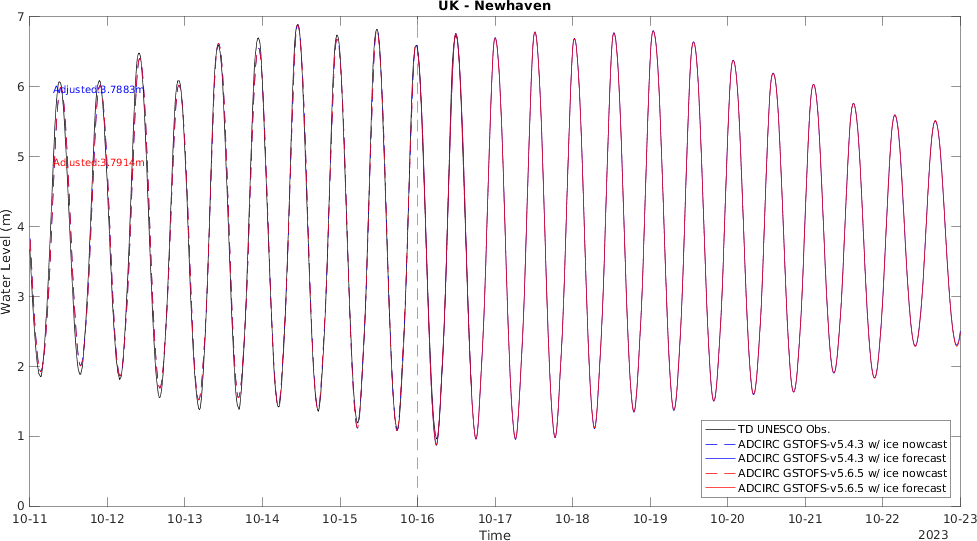 UK - Newhaven
7
6
5
4
3
2
1
0
Water Level (m)
Adjusted:3.7883m
Adjusted:3.7914m
TD UNESCO Obs.
ADCIRC GSTOFS-v5.4.3 w/ ice nowcast
ADCIRC GSTOFS-v5.4.3 w/ ice forecast
ADCIRC GSTOFS-v5.6.5 w/ ice nowcast
ADCIRC GSTOFS-v5.6.5 w/ ice forecast
10-11 10-12 10-13 10-14 10-15 10-16 10-17 10-18 10-19 10-20 10-21 10-22 10-23
Time
2023